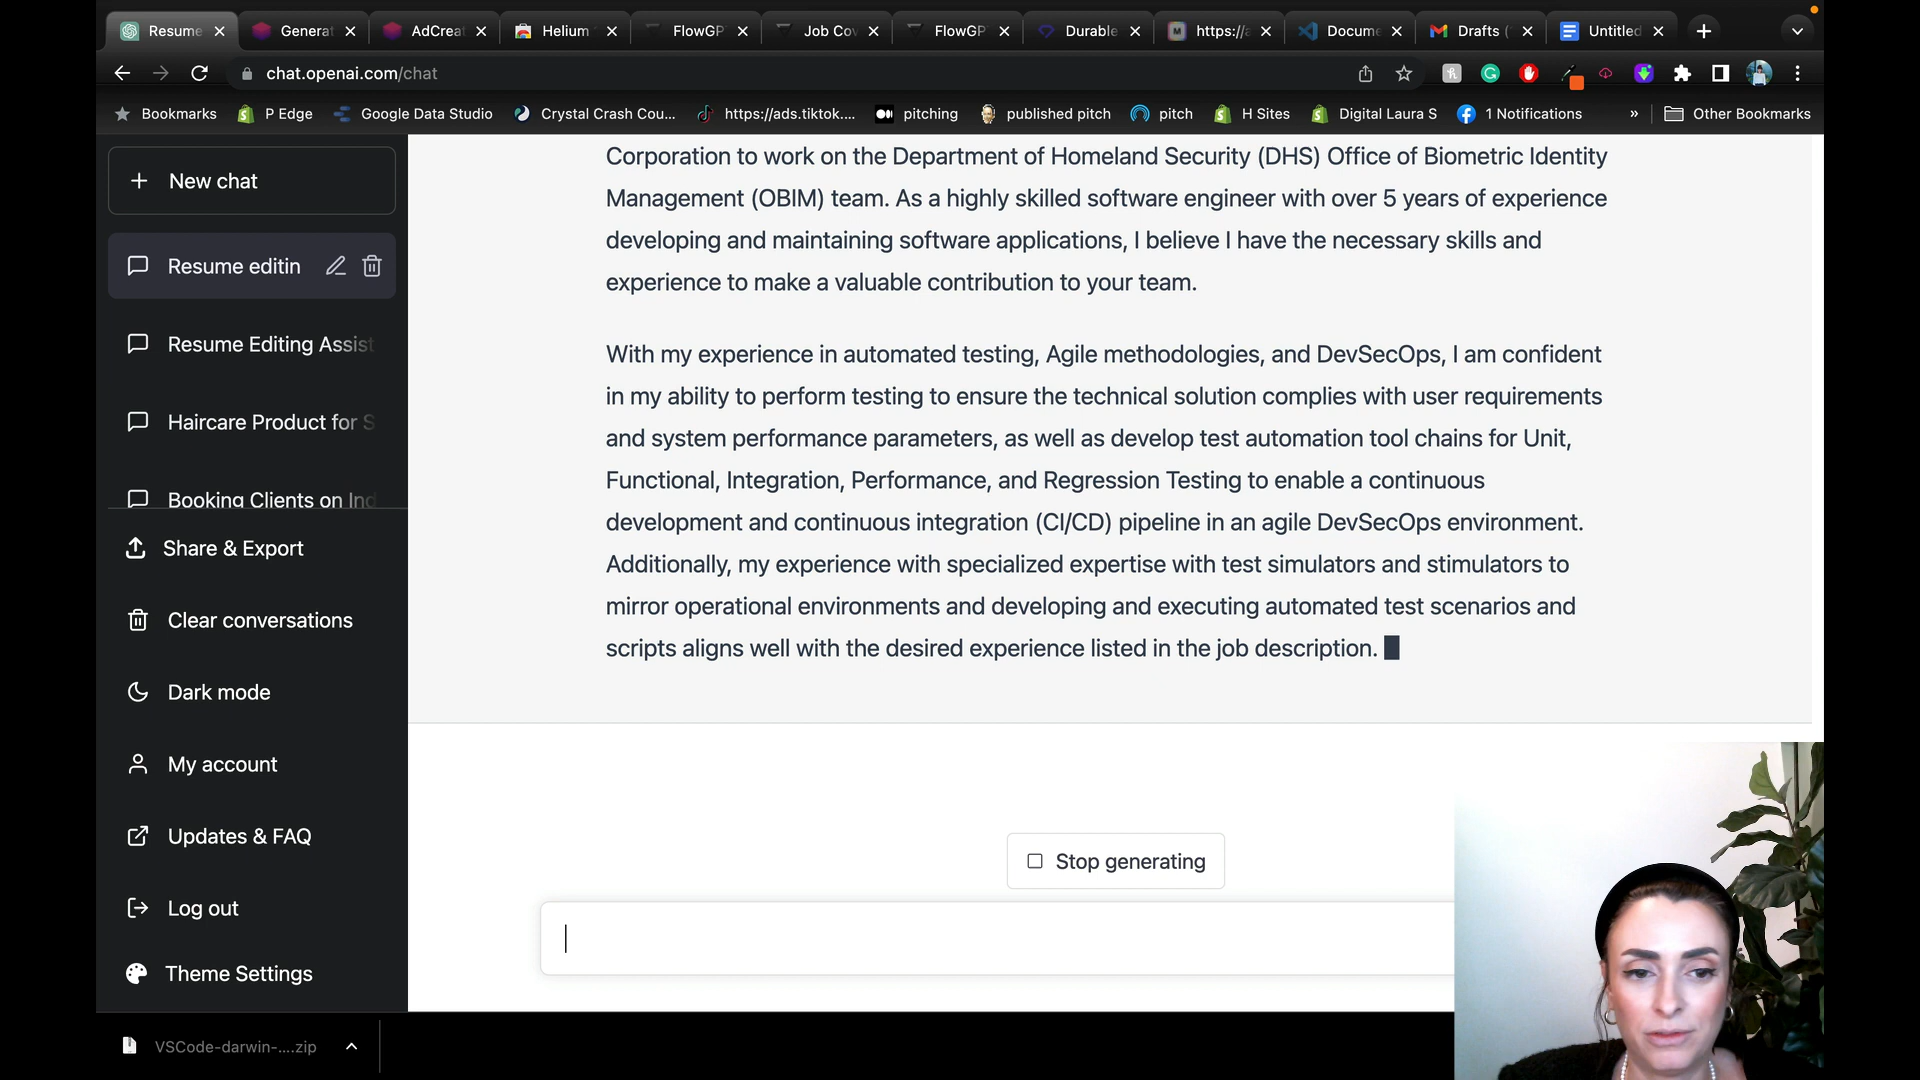 Resume
Generat
AdCreat
Helium
FlowGP
Job Cov
FlowGP
Durable
https://a
Docume
Drafts (
Untitled
chat.openai.com/chat
Bookmarks
P Edge
Google Data Studio
Crystal Crash Cou...
https://ads.tiktok....
pitching
published pitch
pitch
H Sites
Digital Laura S
1 Notifications
»
Other Bookmarks
New chat
Resume editin
Resume Editing Assist
Haircare Product for S
Booking Clients on Ind
Share & Export
Clear conversations
Dark mode
My account
Updates & FAQ
Log out
Theme Settings
Corporation to work on the Department of Homeland Security (DHS) Office of Biometric Identity
Management (OBIM) team. As a highly skilled software engineer with over 5 years of experience
developing and maintaining software applications, I believe I have the necessary skills and
experience to make a valuable contribution to your team.
With my experience in automated testing, Agile methodologies, and DevSecOps, I am confident
in my ability to perform testing to ensure the technical solution complies with user requirements
and system performance parameters, as well as develop test automation tool chains for Unit,
Functional, Integration, Performance, and Regression Testing to enable a continuous
development and continuous integration (CI/CD) pipeline in an agile DevSecOps environment.
Additionally, my experience with specialized expertise with test simulators and stimulators to
mirror operational environments and developing and executing automated test scenarios and
scripts aligns well with the desired experience listed in the job description.
Stop generating
VSCode-darwin-....zip